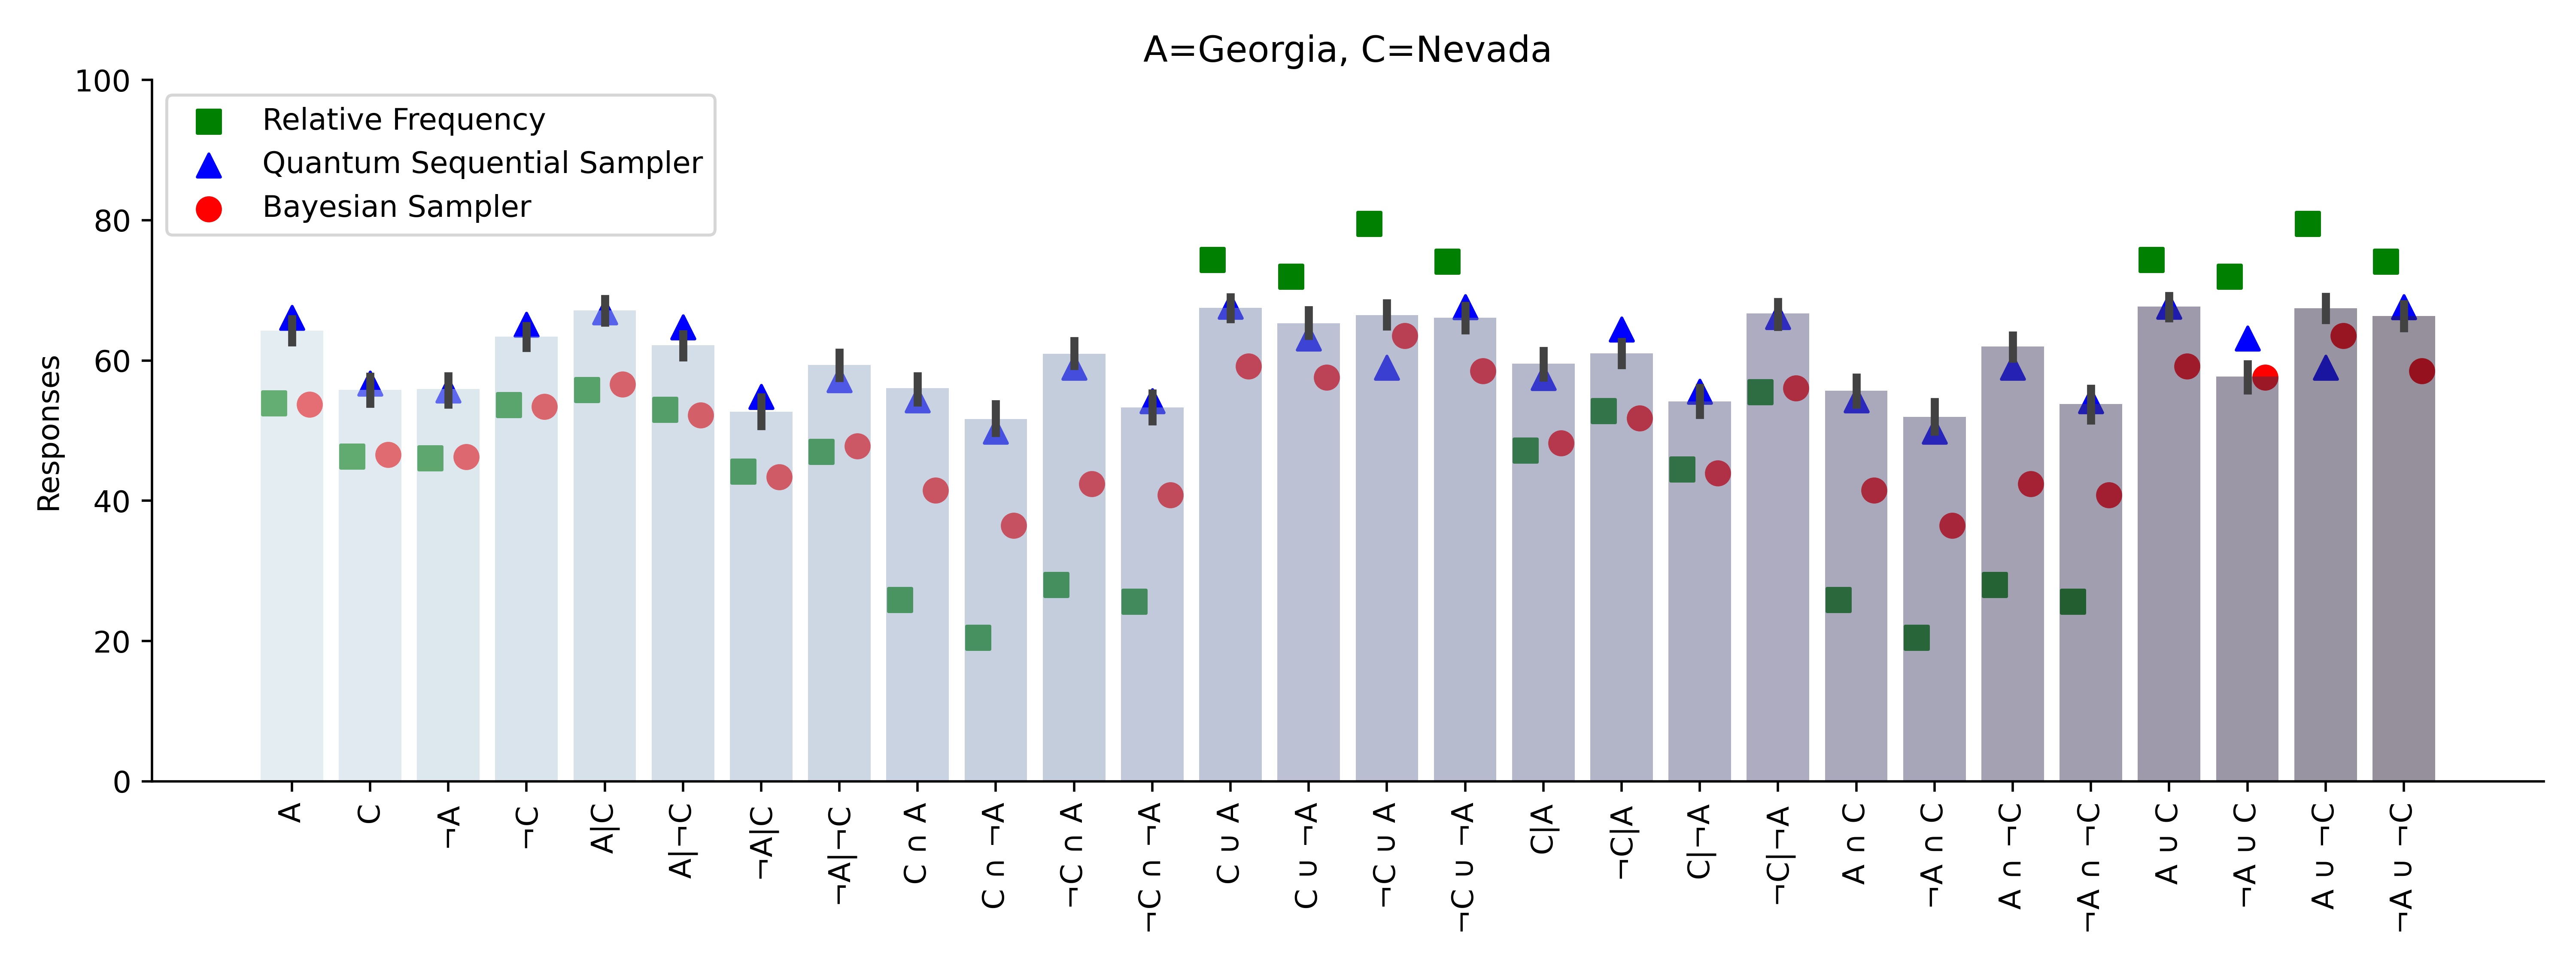 A=Georgia, C=Nevada
100
80
60
40
20
0
Responses
Relative Frequency
Quantum Sequential Sampler
Bayesian Sampler
A
C
¬A
¬C
A|C
A|¬C
¬A|C
¬A|¬C
C ∩ A
C ∩ ¬A
¬C ∩ A
¬C ∩ ¬A
C ∪ A
C ∪ ¬A
¬C ∪ A
¬C ∪ ¬A
C|A
¬C|A
C|¬A
¬C|¬A
A ∩ C
¬A ∩ C
A ∩ ¬C
¬A ∩ ¬C
A ∪ C
¬A ∪ C
A ∪ ¬C
¬A ∪ ¬C